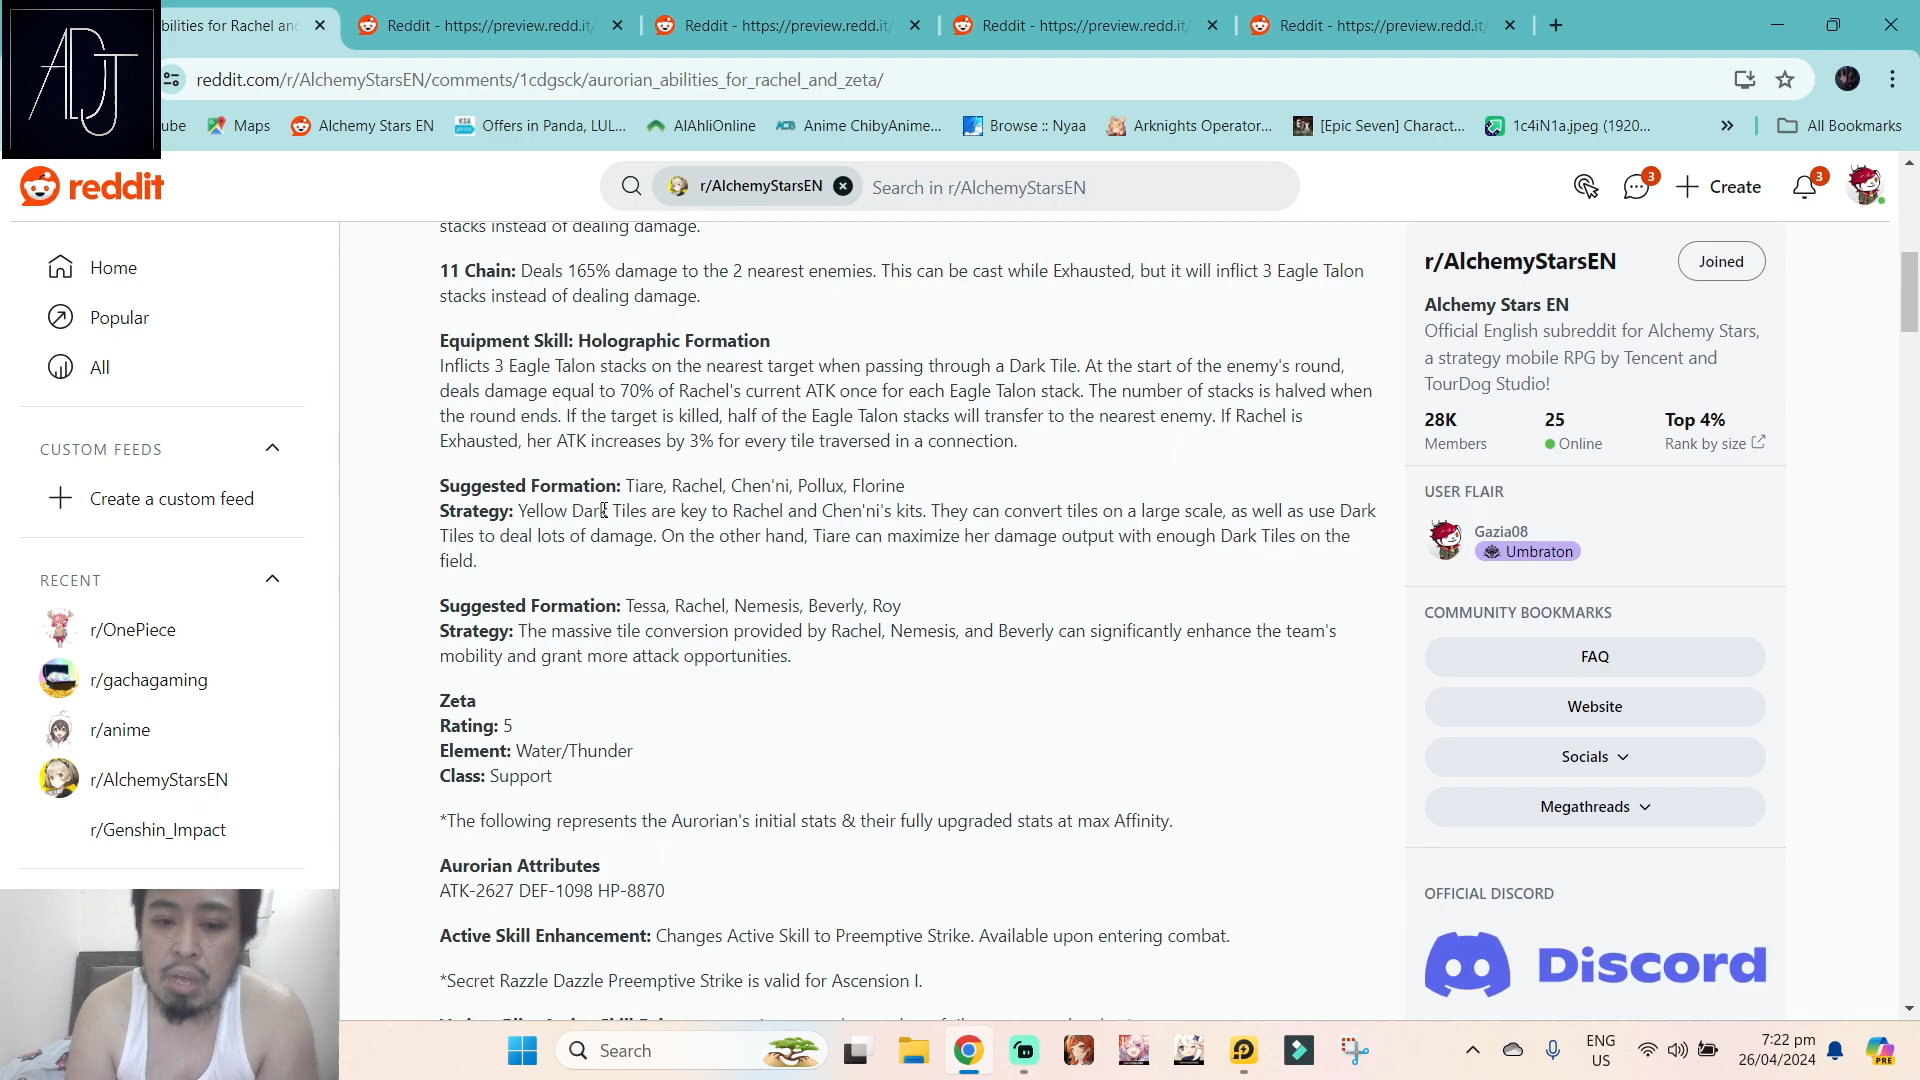 ADJ
bilities for Rachel an
Reddit - https://preview.redd.it/
Reddit - https://preview.redd.it/
Reddit - https://preview.redd.it/
Reddit - https://preview.redd.it/
reddit.com/r/AlchemyStarsEN/comments/1cdgsck/aurorian_abilities_for_rachel_and_zeta/
ube
Maps
Alchemy Stars EN
Offers in Panda, LUL...
AlAhliOnline
Anime ChibyAnime...
Browse :: Nyaa
Arknights Operator...
[Epic Seven] Charact...
1c4iN1a.jpeg (1920...
All Bookmarks
reddit
r/AlchemyStarsEN
Search in r/AlchemyStarsEN
3
Create
3
Home
Popular
All
CUSTOM FEEDS
Create a custom feed
RECENT
r/OnePiece
r/gachagaming
r/anime
r/AlchemyStarsEN
r/Genshin_Impact
stacks instead of dealing damage.
11 Chain: Deals 165% damage to the 2 nearest enemies. This can be cast while Exhausted, but it will inflict 3 Eagle Talon
stacks instead of dealing damage.
Equipment Skill: Holographic Formation
Inflicts 3 Eagle Talon stacks on the nearest target when passing through a Dark Tile. At the start of the enemy's round,
deals damage equal to 70% of Rachel's current ATK once for each Eagle Talon stack. The number of stacks is halved when
the round ends. If the target is killed, half of the Eagle Talon stacks will transfer to the nearest enemy. If Rachel is
Exhausted, her ATK increases by 3% for every tile traversed in a connection.
Suggested Formation: Tiare, Rachel, Chen'ni, Pollux, Florine
Strategy: Yellow Dark Tiles are key to Rachel and Chen'ni's kits. They can convert tiles on a large scale, as well as use Dark
Tiles to deal lots of damage. On the other hand, Tiare can maximize her damage output with enough Dark Tiles on the
field.
Suggested Formation: Tessa, Rachel, Nemesis, Beverly, Roy
Strategy: The massive tile conversion provided by Rachel, Nemesis, and Beverly can significantly enhance the team's
mobility and grant more attack opportunities.
Zeta
Rating: 5
Element: Water/Thunder
Class: Support
*The following represents the Aurorian's initial stats & their fully upgraded stats at max Affinity.
Aurorian Attributes
ATK-2627 DEF-1098 HP-8870
Active Skill Enhancement: Changes Active Skill to Preemptive Strike. Available upon entering combat.
*Secret Razzle Dazzle Preemptive Strike is valid for Ascension I.
r/AlchemyStarsEN
Joined
Alchemy Stars EN
Official English subreddit for Alchemy Stars,
a strategy mobile RPG by Tencent and
TourDog Studio!
28K
25
Top 4%
Members
Online
Rank by size
USER FLAIR
Gazia08
Umbraton
COMMUNITY BOOKMARKS
FAQ
Website
Socials
Megathreads
OFFICIAL DISCORD
Discord
Search
ENG
US
7:22 pm
26/04/2024
PRE